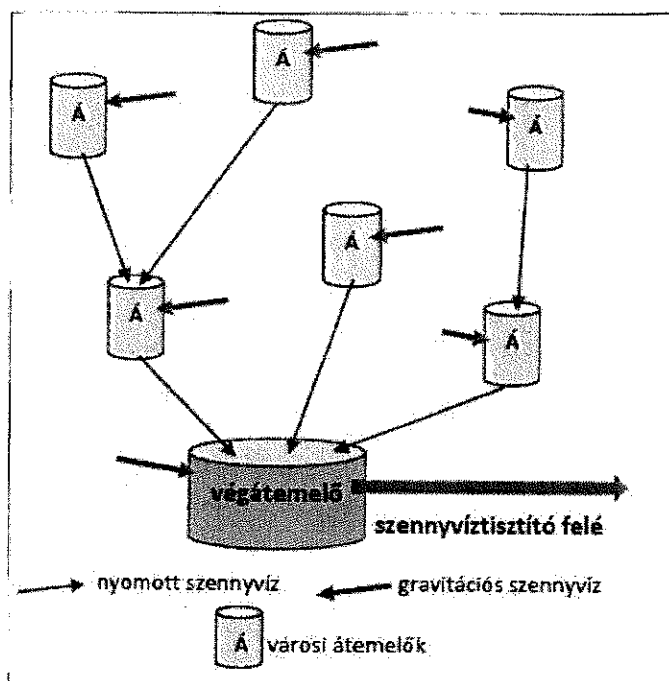 Á
Á
Á
Á
Á
Á
végátemelő
szennyvíztisztító felé
nyomott szennyvíz
gravitációs szennyvíz
Á
városi átemelők